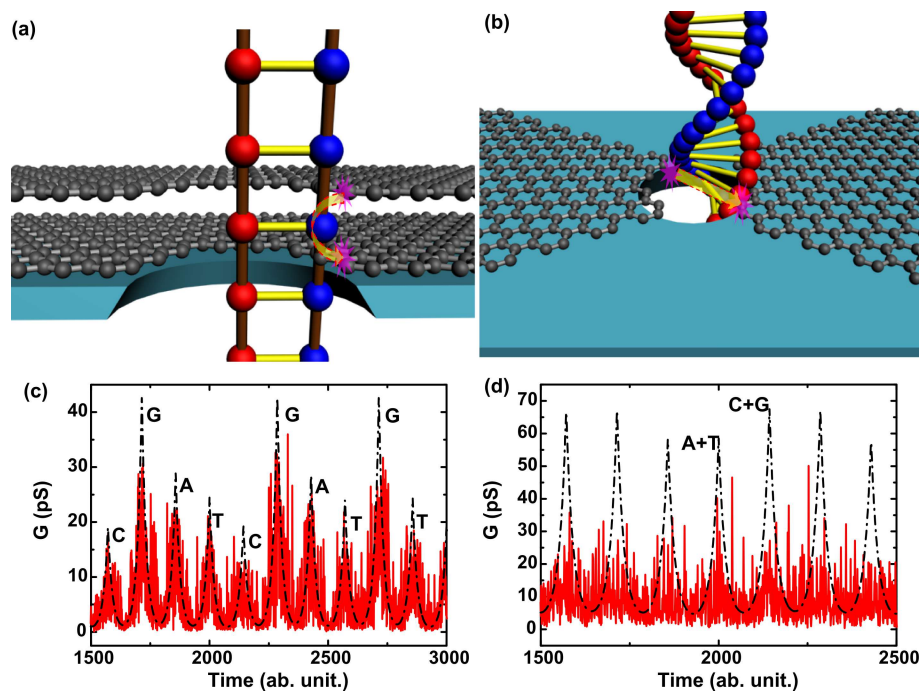 (a)
(b)
(c)
G (pS)
40
30
20
10
0
C
G
A
T
C
G
A
T
G
T
1500
2000
2500
3000
Time (ab. unit.)
(d)
G (pS)
70
60
50
40
30
20
10
0
A+T
C+G
1500
2000
2500
Time (ab. unit.)